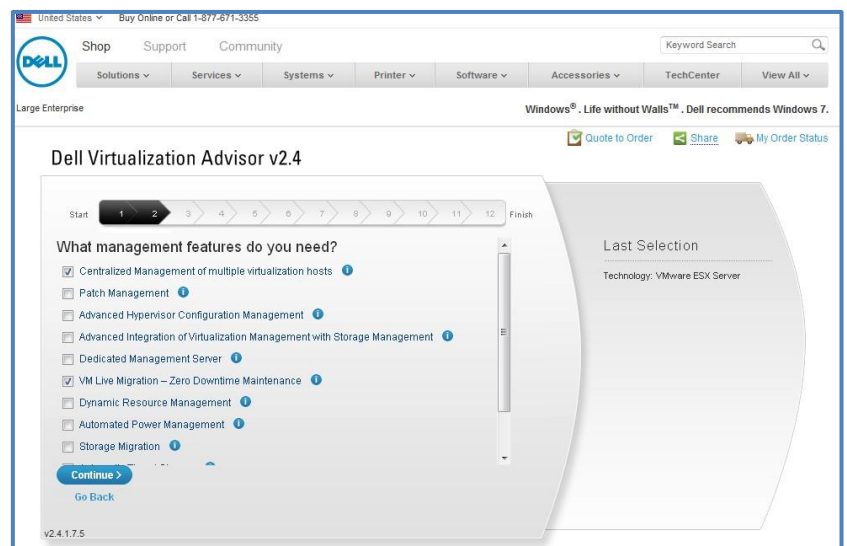 United States Buy Online or Call 1-877-671-3355
DELL
Shop Support Community
Keyword Search
Solutions Services Systems Printer Software Accessories TechCenter View All
Large Enterprise
Windows® . Life without Walls™ . Dell recommends Windows 7.
Quote to Order Share My Order Status
Dell Virtualization Advisor v2.4
Start 1 2 3 4 5 6 7 8 9 10 11 12 Finish
What management features do you need?
Centralized Management of multiple virtualization hosts
Patch Management
Advanced Hypervisor Configuration Management
Advanced Integration of Virtualization Management with Storage Management
Dedicated Management Server
VM Live Migration – Zero Downtime Maintenance
Dynamic Resource Management
Automated Power Management
Storage Migration
Continue >
Go Back
v2.4.1.7.5
Last Selection
Technology: VMware ESX Server